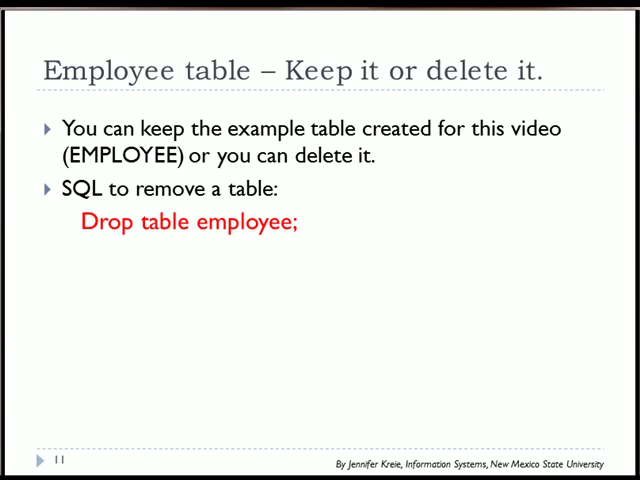 Employee table – Keep it or delete it.
You can keep the example table created for this video
(EMPLOYEE) or you can delete it.
SQL to remove a table:
Drop table employee;
11
By Jennifer Kreie, Information Systems, New Mexico State University